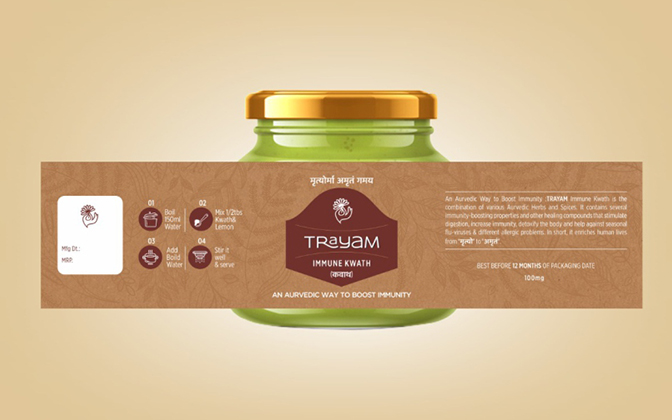 मृत्योर्मा अमृतं गमय
Mfg Dt.:
MRP.
01
Boil
150ml
Water
02
Mix 1/2tbs
Kwath&
Lemon
03
Add
Boild
Water
04
Stir it
well
& serve
TRaYAM
IMMUNE KWATH
(क्वाथ)
AN AURVEDIC WAY TO BOOST IMMUNITY
An Aurvedic Way to Boost Immunity .TRAYAM Immune Kwath is the
combination of various Aurvedic Herbs and Spices. It contains several
immunity-boosting properties and other healing compounds that stimulate
digestion, increase immunity, detoxify the body and help against seasonal
flu-viruses & different allergic problems. In short, it enriches human lives
from "मृत्यो" to "अमृतं".
BEST BEFORE 12 MONTHS OF PACKAGING DATE
100mg